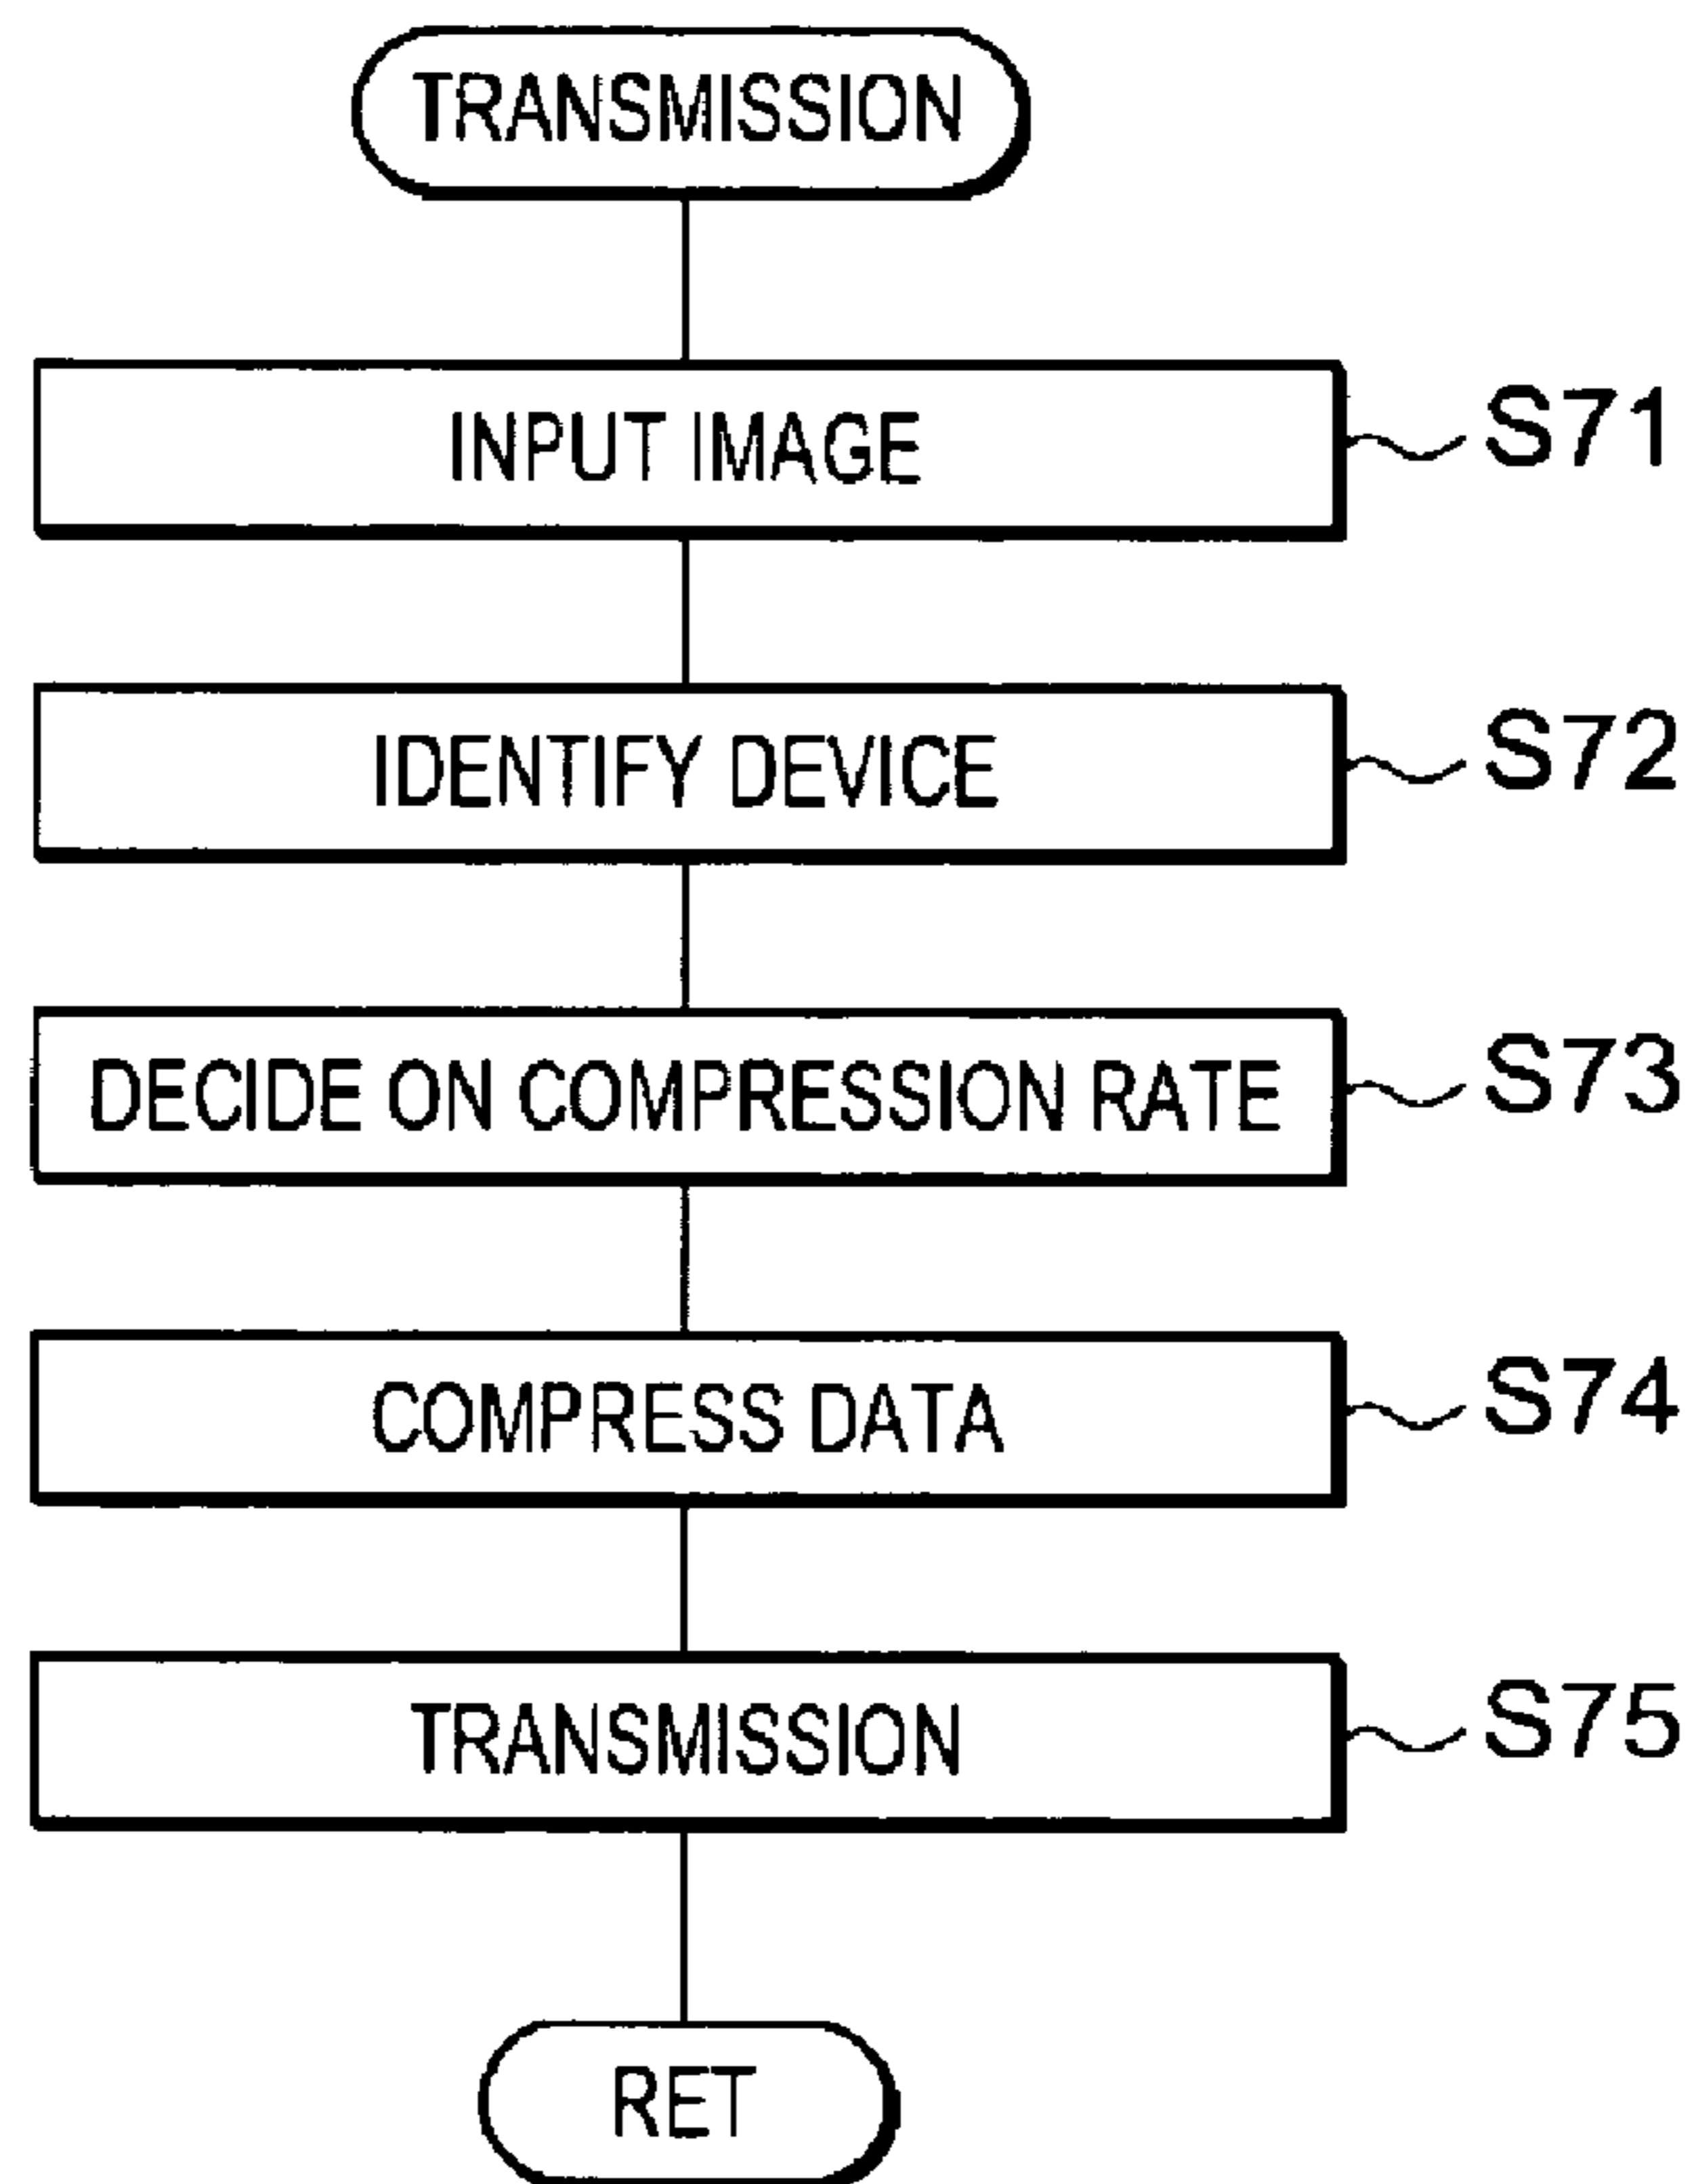 TRANSMISSION
INPUT IMAGE S71
IDENTIFY DEVICE S72
DECIDE ON COMPRESSION RATE S73
COMPRESS DATA S74
TRANSMISSION S75
RET